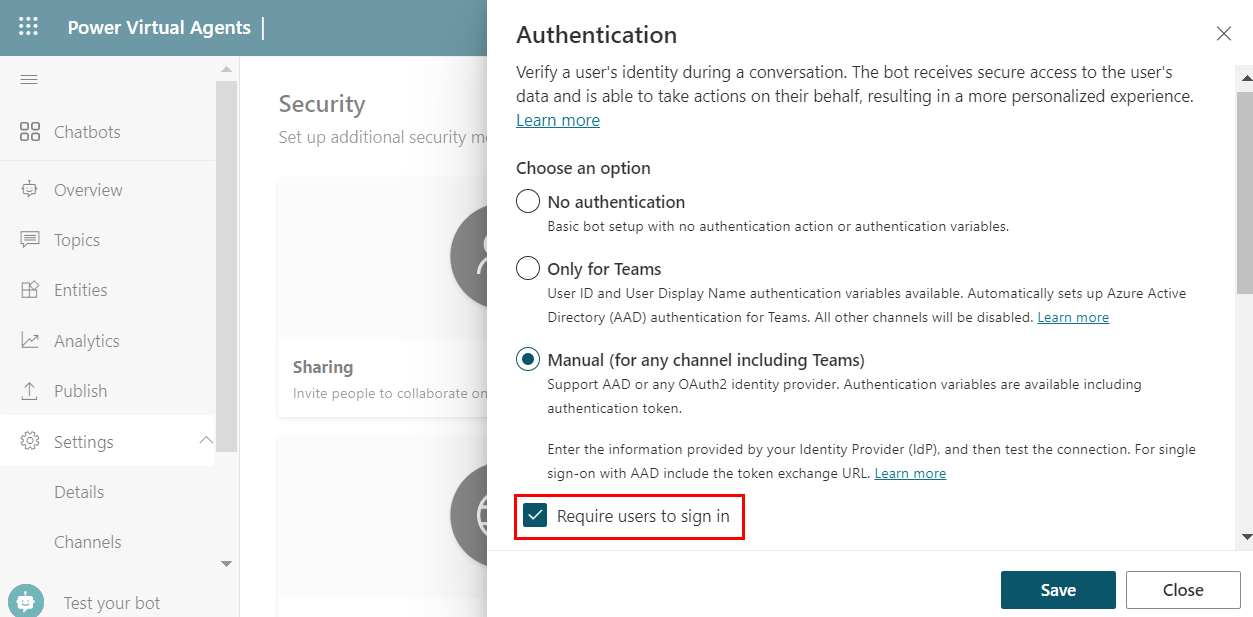 Power Virtual Agents
Chatbots
Overview
Topics
Entities
Analytics
Publish
Settings
Details
Channels
Test your bot
Security
Set up additional security
Sharing
Invite people to collaborate on
Authentication
Verify a user's identity during a conversation. The bot receives secure access to the user's
data and is able to take actions on their behalf, resulting in a more personalized experience.
Learn more
Choose an option
No authentication
Basic bot setup with no authentication action or authentication variables.
Only for Teams
User ID and User Display Name authentication variables available. Automatically sets up Azure Active
Directory (AAD) authentication for Teams. All other channels will be disabled. Learn more
Manual (for any channel including Teams)
Support AAD or any OAuth2 identity provider. Authentication variables are available including
authentication token.
Enter the information provided by your Identity Provider (IdP), and then test the connection. For single
sign-on with AAD include the token exchange URL. Learn more
Require users to sign in
Save
Close